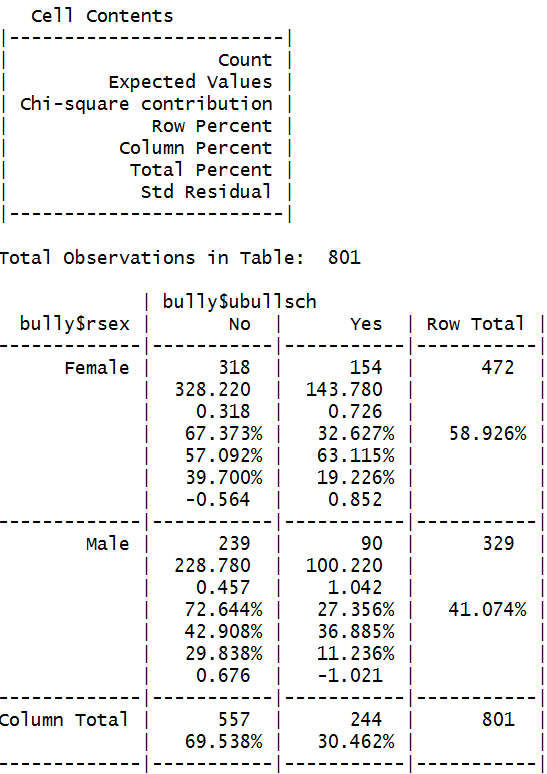 Cell Contents
|-------------------------|
| Count |
| Expected Values |
| Chi-square contribution |
| Row Percent |
| Column Percent |
| Total Percent |
| Std Residual |
|-------------------------|
Total Observations in Table: 801
| bully$ubullsch
bully$rsex | No | Yes | Row Total |
-------------|-----------|-----------|-----------|
Female | 318 | 154 | 472 |
| 328.220 | 143.780 | |
| 0.318 | 0.726 | |
| 67.373% | 32.627% | 58.926% |
| 57.092% | 63.115% | |
| 39.700% | 19.226% | |
| -0.564 | 0.852 | |
-------------|-----------|-----------|-----------|
Male | 239 | 90 | 329 |
| 228.780 | 100.220 | |
| 0.457 | 1.042 | |
| 72.644% | 27.356% | 41.074% |
| 42.908% | 36.885% | |
| 29.838% | 11.236% | |
| 0.676 | -1.021 | |
-------------|-----------|-----------|-----------|
Column Total | 557 | 244 | 801 |
| 69.538% | 30.462% | |
-------------|-----------|-----------|-----------|